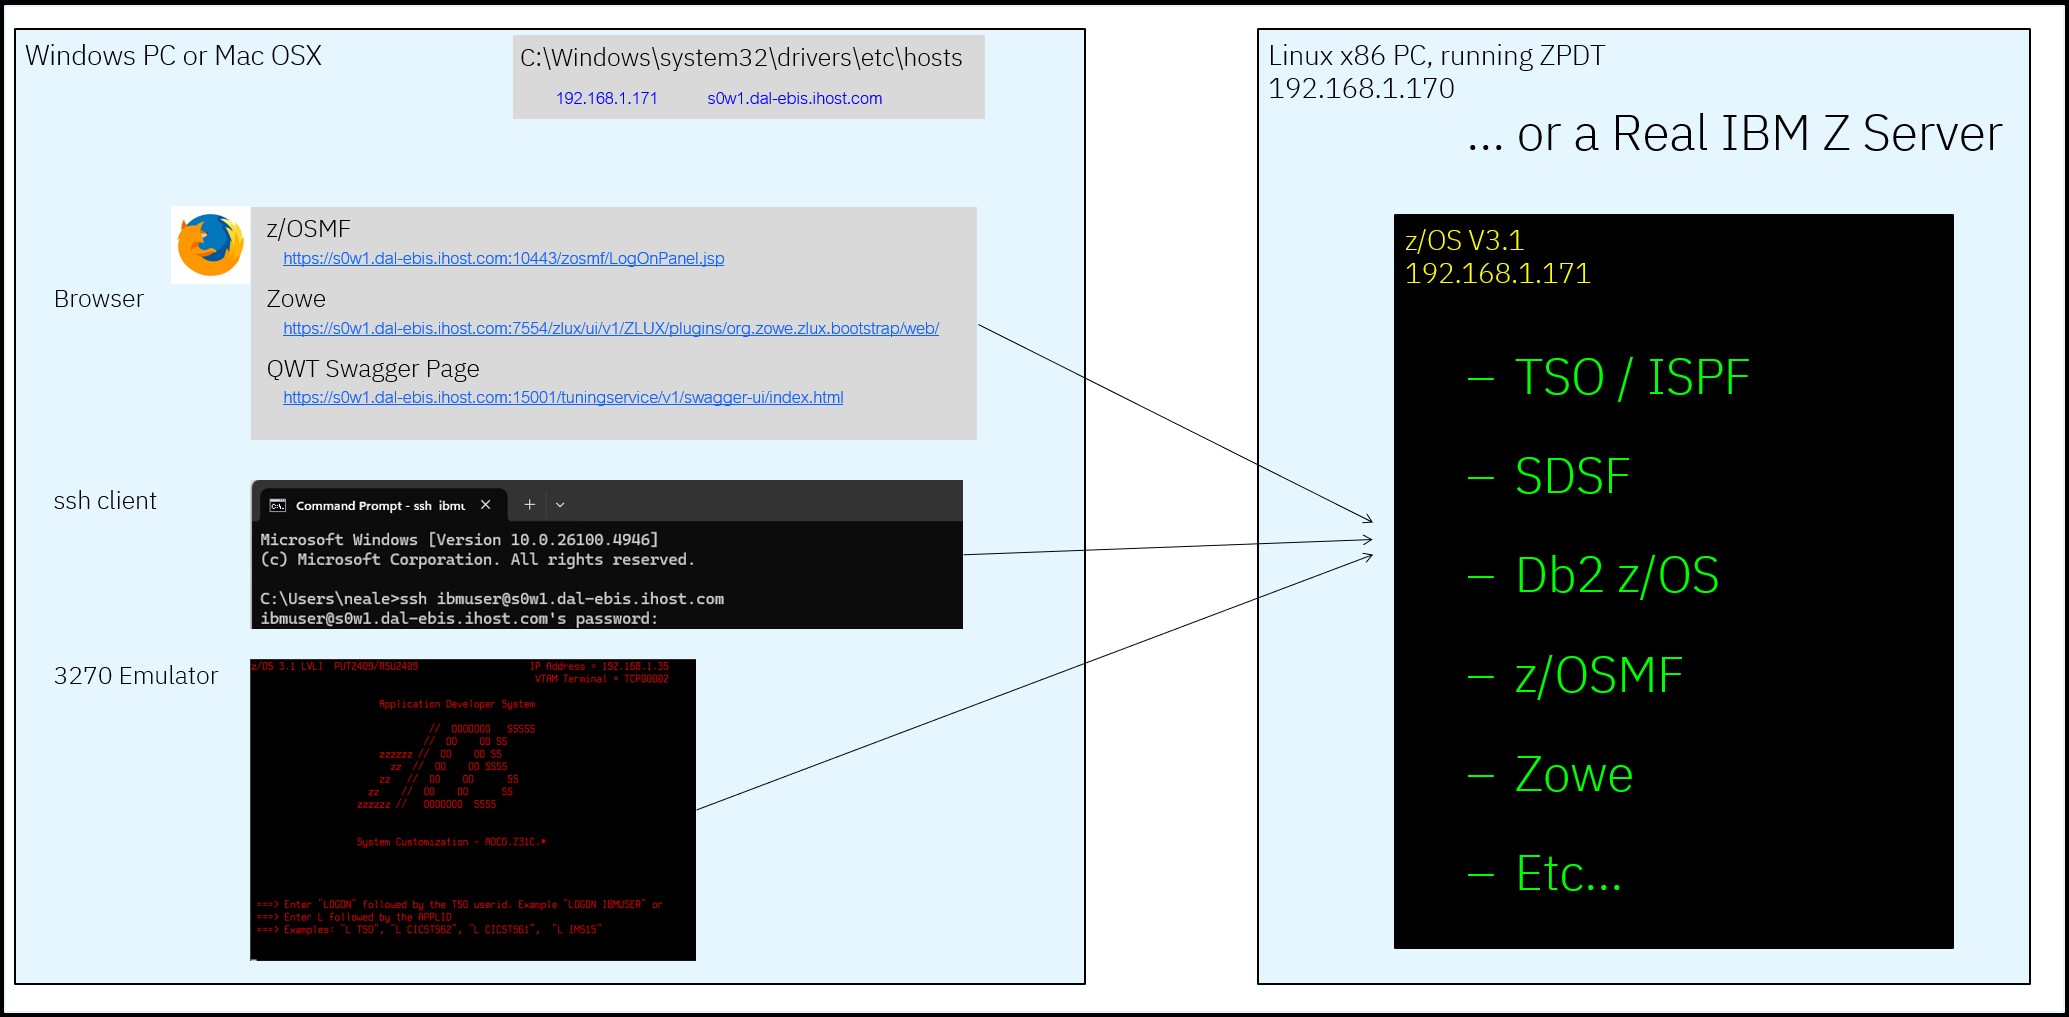 Windows PC or Mac OSX
C:\Windows\system32\drivers\etc\hosts
192.168.1.171 s0w1.dal-ebis.ihost.com
Browser
z/OSMF
https://s0w1.dal-ebis.ihost.com:10443/zosmf/LogOnPanel.jsp
Zowe
https://s0w1.dal-ebis.ihost.com:7554/zlux/ui/v1/ZLUX/plugins/org.zowe.zlux.bootstrap/web/
QWT Swagger Page
https://s0w1.dal-ebis.ihost.com:15001/tuningservice/v1/swagger-ui/index.html
ssh client
Command Prompt - ssh ibmu
Microsoft Windows [Version 10.0.26100.4946]
(c) Microsoft Corporation. All rights reserved.
C:\Users\neale>ssh ibmuser@s0w1.dal-ebis.ihost.com
ibmuser@s0w1.dal-ebis.ihost.com's password:
3270 Emulator
z/OS 3.1 LVL1 PUT2409/RSU2409 IP Address = 192.168.1.35
VTAM Terminal = TCP00002
Application Developer System
// OOOOOOO SSSSS
// OO OO SS
zzzzzz // OO OO SS
zz // OO OO SSSS
zz // OO OO SS
zz // OO OO SS
zzzzzz // OOOOOOO SSSS
System Customization - ADCD.Z31C.*
===> Enter "LOGON" followed by the TSO userid. Example "LOGON IBMUSER" or
===> Enter L followed by the APPLID
===> Examples: "L TSO", "L CICSTS62", "L CICSTS61", "L IMS15"
Linux x86 PC, running ZPDT
192.168.1.170
... or a Real IBM Z Server
z/OS V3.1
192.168.1.171
– TSO / ISPF
– SDSF
– Db2 z/OS
– z/OSMF
– Zowe
– Etc...